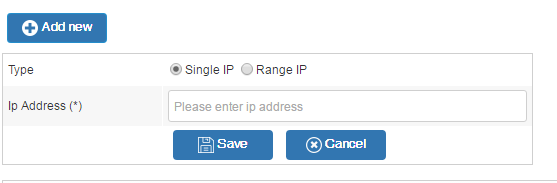 Add new
Type Single IP Range IP
Ip Address (*) Please enter ip address
Save Cancel